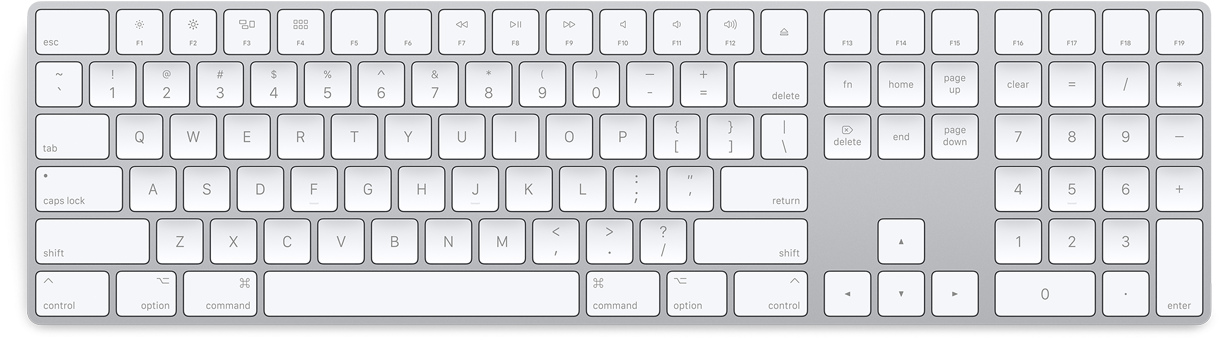 esc F1 F2 F3 F4 F5 F6 F7 F8 F9 F10 F11 F12 F13 F14 F15 F16 F17 F18 F19
~ ! @ # $ % ^ & * ( ) — +
` 1 2 3 4 5 6 7 8 9 0 - = delete fn home page up clear = / *
tab Q W E R T Y U I O P { [ } ] | \ delete end page down 7 8 9 −
caps lock A S D F G H J K L : ; " ' return 4 5 6 +
shift Z X C V B N M < , > . ? / shift 1 2 3
control option command command option control 0 . enter